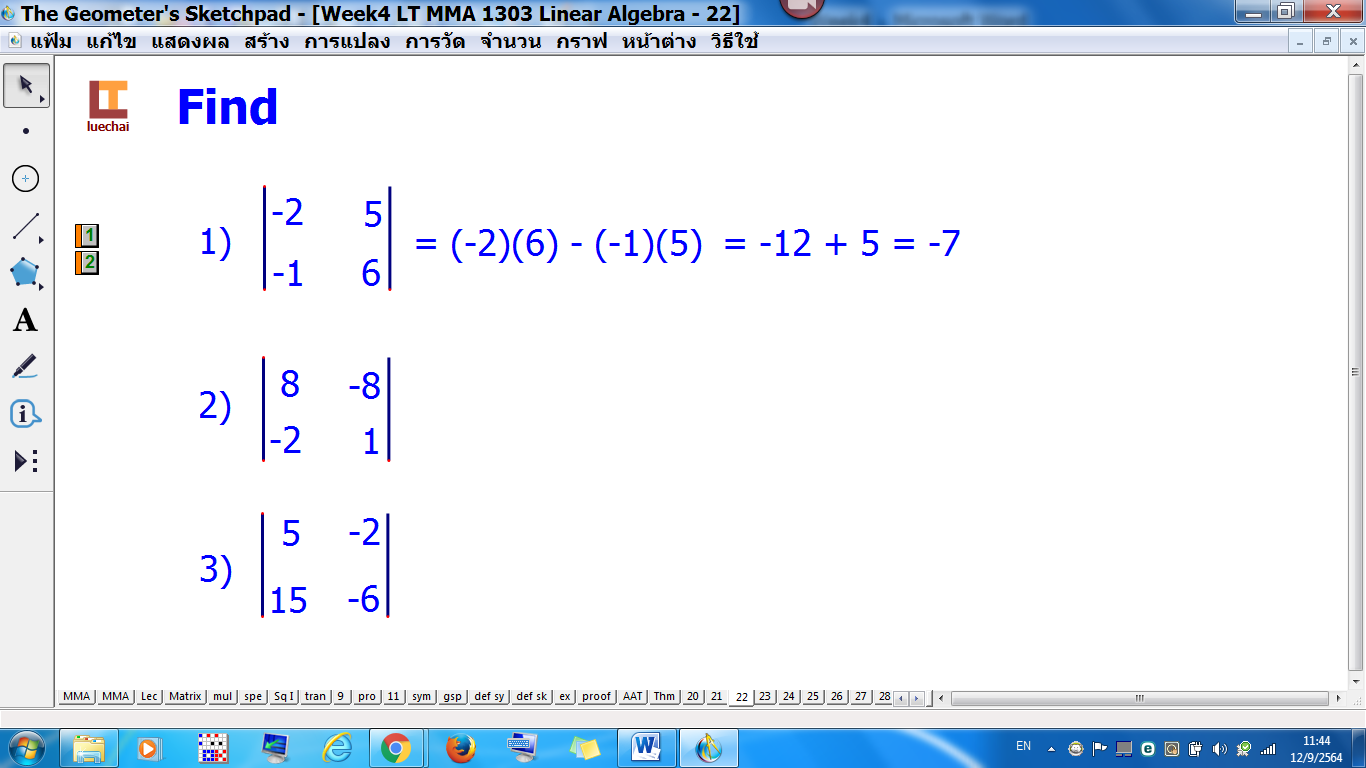 The Geometer's Sketchpad - [Week4 LT MMA 1303 Linear Algebra - 22]
แฟ้ม แก้ไข แสดงผล สร้าง การแปลง การวัด จำนวน กราฟ หน้าต่าง วิธีใช้
LT
luechai
Find
1
2
1)
-2 5
-1 6
= (-2)(6) - (-1)(5) = -12 + 5 = -7
2)
8 -8
-2 1
3)
5 -2
15 -6
A
MMA MMA Lec Matrix mul spe Sq I tran 9 pro 11 sym gsp def sy def sk ex proof AAT Thm 20 21 22 23 24 25 26 27 28
EN
11:44
12/9/2564